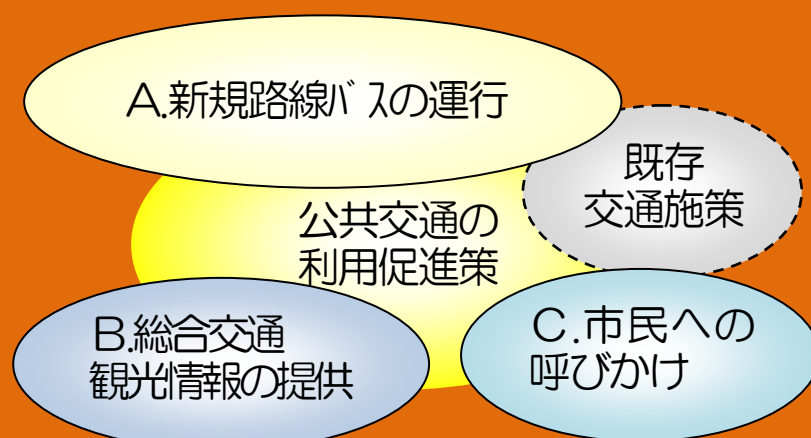 A.新規路線バスの運行
既存
交通施策
公共交通の
利用促進策
B.総合交通
観光情報の提供
C.市民への
呼びかけ